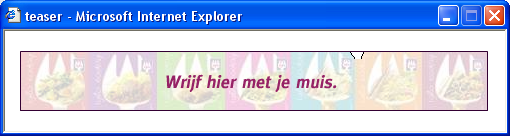 teaser - Microsoft Internet Explorer
Wrijf hier met je muis.